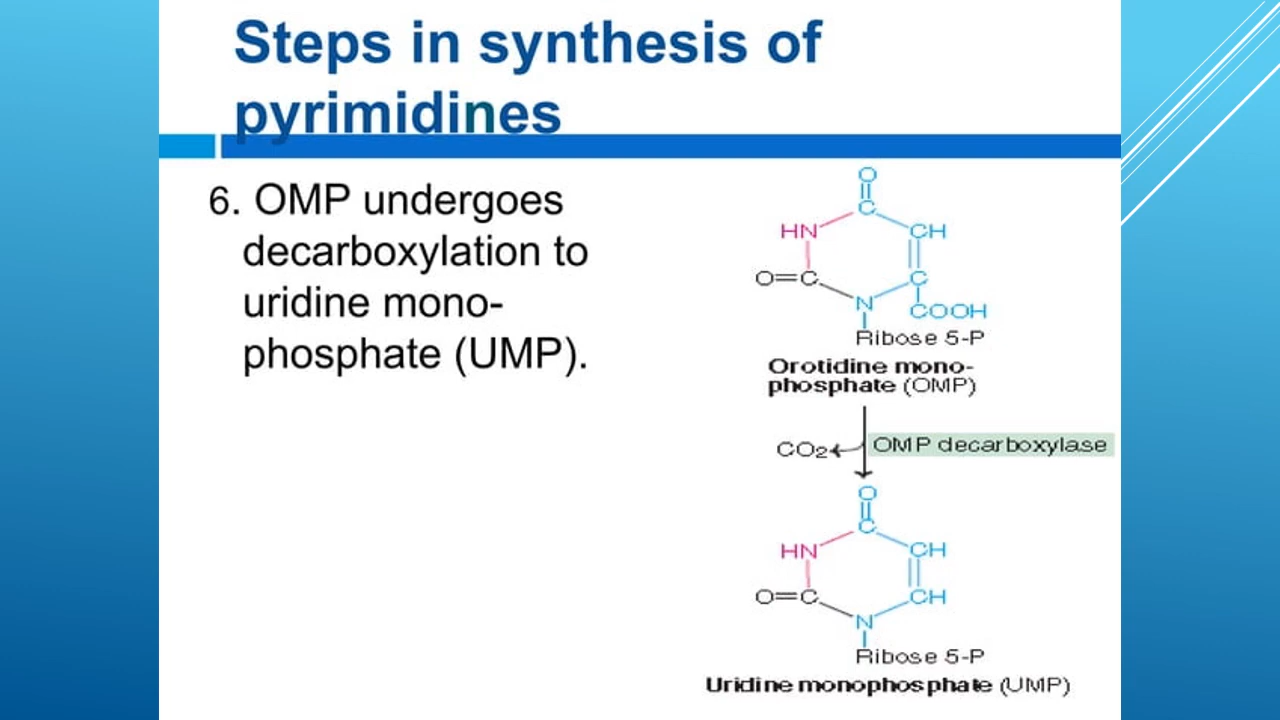 Steps in synthesis of
pyrimidines
6. OMP undergoes
decarboxylation to
uridine mono-
phosphate (UMP).
O
C
HN
CH
O=C
C
N
COOH
Ribose 5-P
Orotidine mono-
phosphate (OMP)
CO2
OMP decarboxylase
O
C
HN
CH
O=C
CH
N
Ribose 5-P
Uridine monophosphate (UMP)